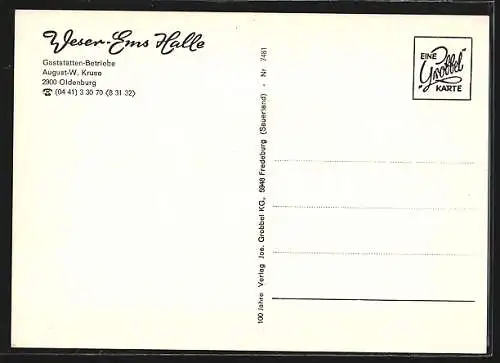 Weser-Ems Halle
Gaststätten-Betriebe
August-W. Kruse
2900 Oldenburg
☎ (04 41) 3 30 70 (8 31 32)
100 Jahre Verlag Jos. Grobbel KG, 5948 Fredeburg (Sauerland) - Nr 7481
EINE
"Grobbel"
KARTE